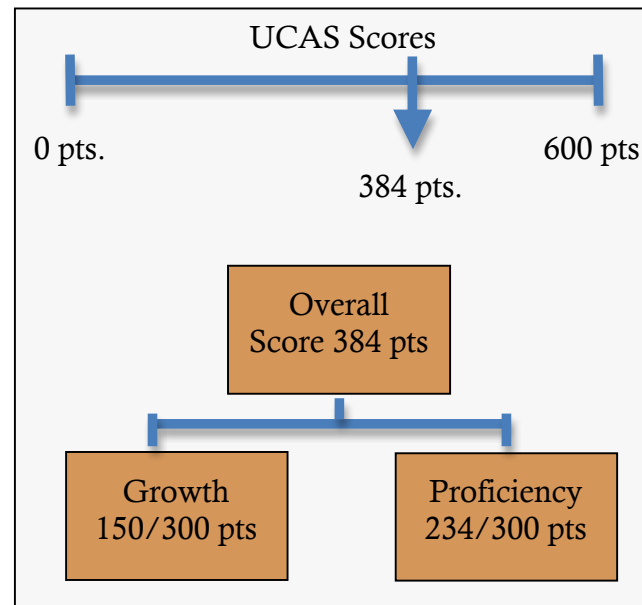 UCAS Scores
0 pts.
600 pts
384 pts.
Overall
Score 384 pts
Growth
150/300 pts
Proficiency
234/300 pts